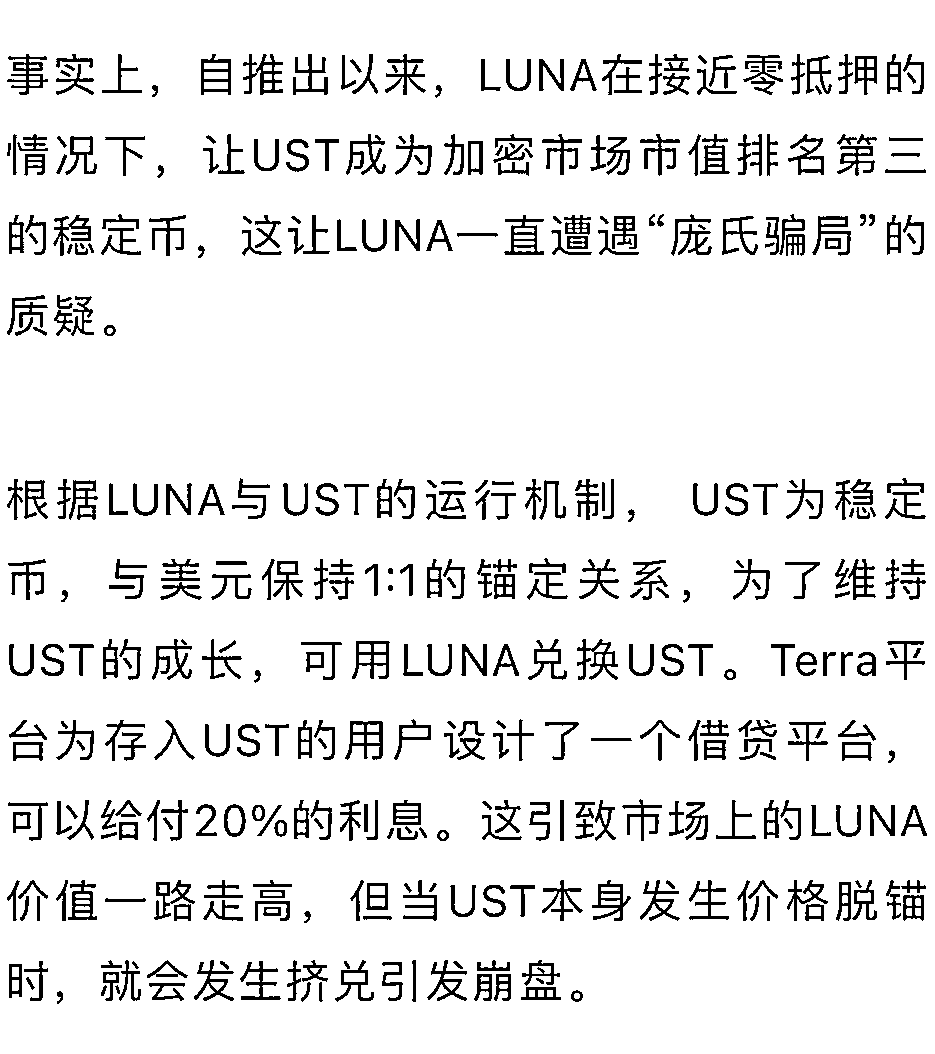 事实上，自推出以来，LUNA在接近零抵押的
情况下，让UST成为加密市场市值排名第三
的稳定币，这让LUNA一直遭遇“庞氏骗局”的
质疑。
根据LUNA与UST的运行机制， UST为稳定
币，与美元保持1:1的锚定关系，为了维持
UST的成长，可用LUNA兑换UST。Terra平
台为存入UST的用户设计了一个借贷平台，
可以给付20%的利息。这引致市场上的LUNA
价值一路走高，但当UST本身发生价格脱锚
时，就会发生挤兑引发崩盘。